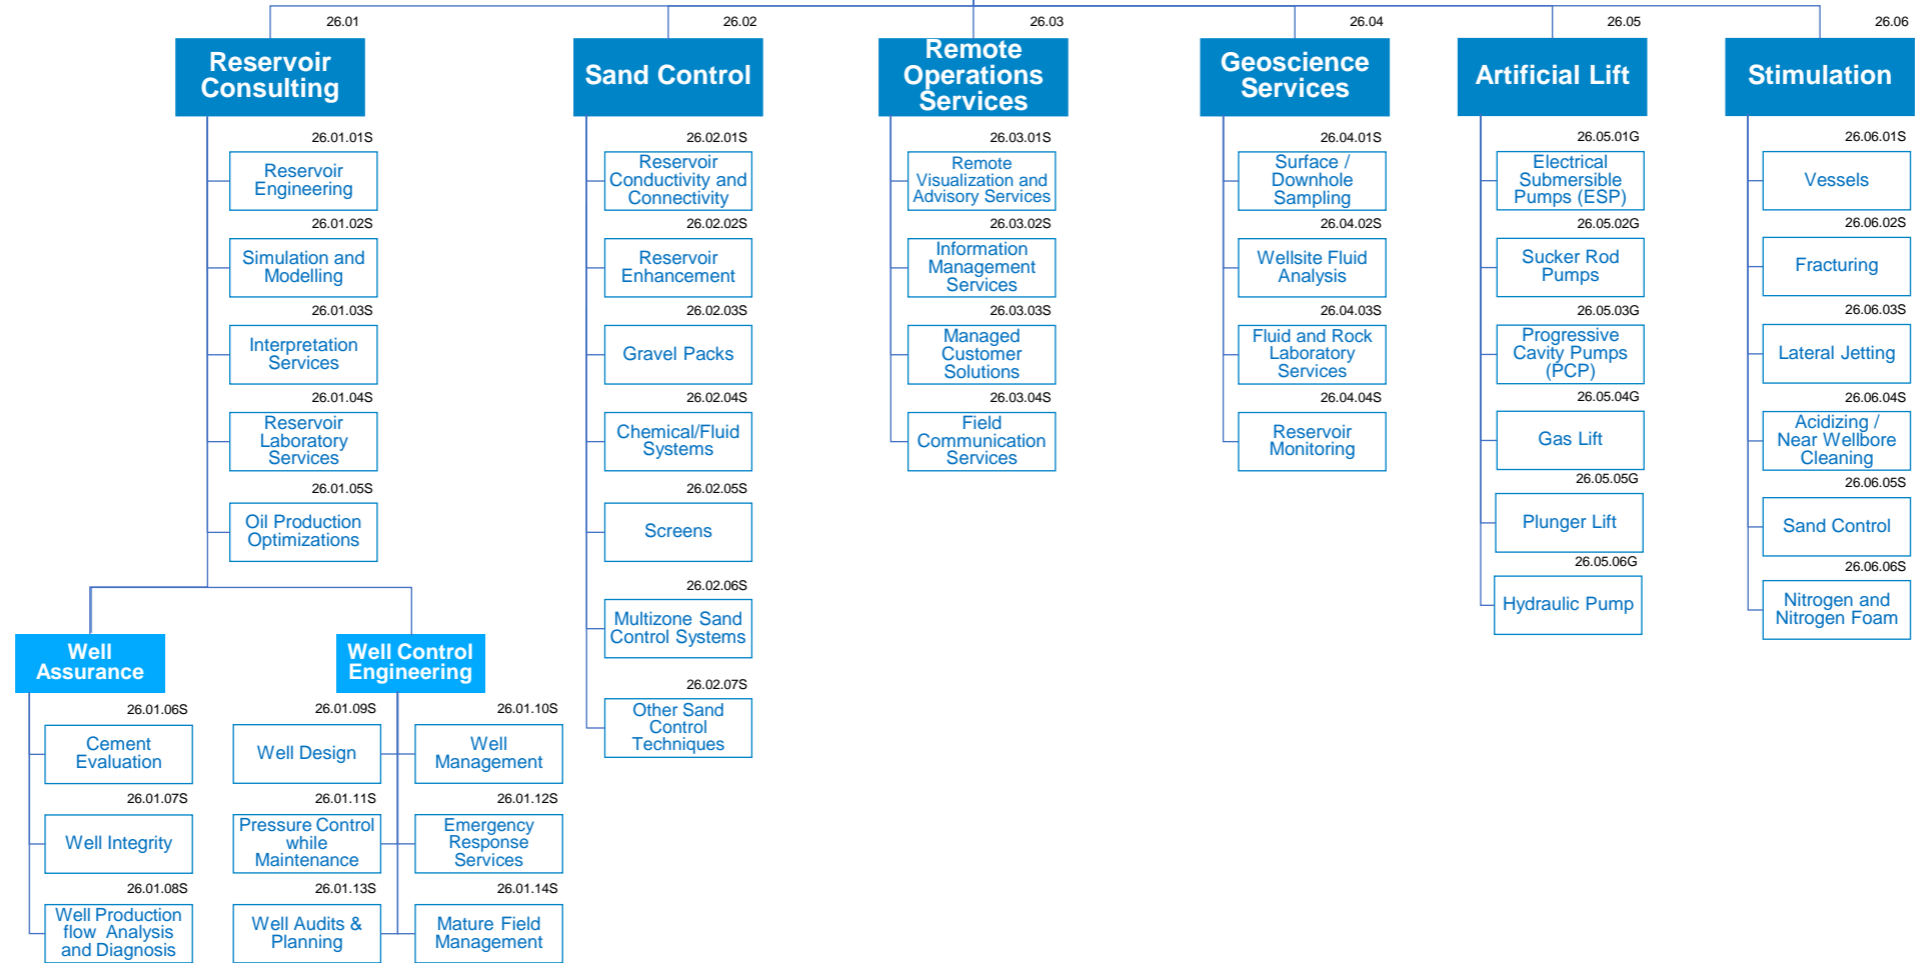 26.01
26.02
26.03
26.04
26.05
26.06
Reservoir
Consulting
Sand Control
Remote
Operations
Services
Geoscience
Services
Artificial Lift
Stimulation
26.01.01S
Reservoir
Engineering
26.01.02S
Simulation and
Modelling
26.01.03S
Interpretation
Services
26.01.04S
Reservoir
Laboratory
Services
26.01.05S
Oil Production
Optimizations
Well
Assurance
26.01.06S
Cement
Evaluation
26.01.07S
Well Integrity
26.01.08S
Well Production
flow Analysis
and Diagnosis
Well Control
Engineering
26.01.09S
Well Design
26.01.10S
Well
Management
26.01.11S
Pressure Control
while
Maintenance
26.01.12S
Emergency
Response
Services
26.01.13S
Well Audits &
Planning
26.01.14S
Mature Field
Management
26.02.01S
Reservoir
Conductivity and
Connectivity
26.02.02S
Reservoir
Enhancement
26.02.03S
Gravel Packs
26.02.04S
Chemical/Fluid
Systems
26.02.05S
Screens
26.02.06S
Multizone Sand
Control Systems
26.02.07S
Other Sand
Control
Techniques
26.03.01S
Remote
Visualization and
Advisory Services
26.03.02S
Information
Management
Services
26.03.03S
Managed
Customer
Solutions
26.03.04S
Field
Communication
Services
26.04.01S
Surface /
Downhole
Sampling
26.04.02S
Wellsite Fluid
Analysis
26.04.03S
Fluid and Rock
Laboratory
Services
26.04.04S
Reservoir
Monitoring
26.05.01G
Electrical
Submersible
Pumps (ESP)
26.05.02G
Sucker Rod
Pumps
26.05.03G
Progressive
Cavity Pumps
(PCP)
26.05.04G
Gas Lift
26.05.05G
Plunger Lift
26.05.06G
Hydraulic Pump
26.06.01S
Vessels
26.06.02S
Fracturing
26.06.03S
Lateral Jetting
26.06.04S
Acidizing /
Near Wellbore
Cleaning
26.06.05S
Sand Control
26.06.06S
Nitrogen and
Nitrogen Foam